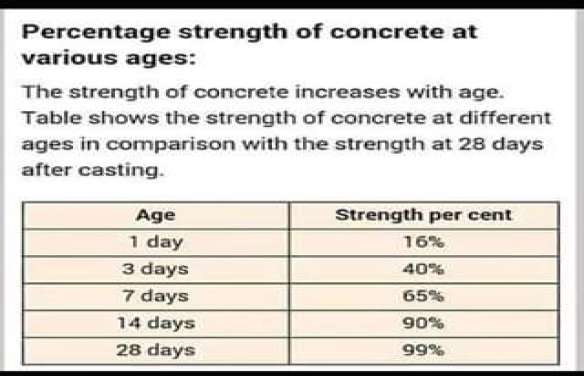 Percentage strength of concrete at
various ages:
The strength of concrete increases with age.
Table shows the strength of concrete at different
ages in comparison with the strength at 28 days
after casting.
Age Strength per cent
1 day 16%
3 days 40%
7 days 65%
14 days 90%
28 days 99%